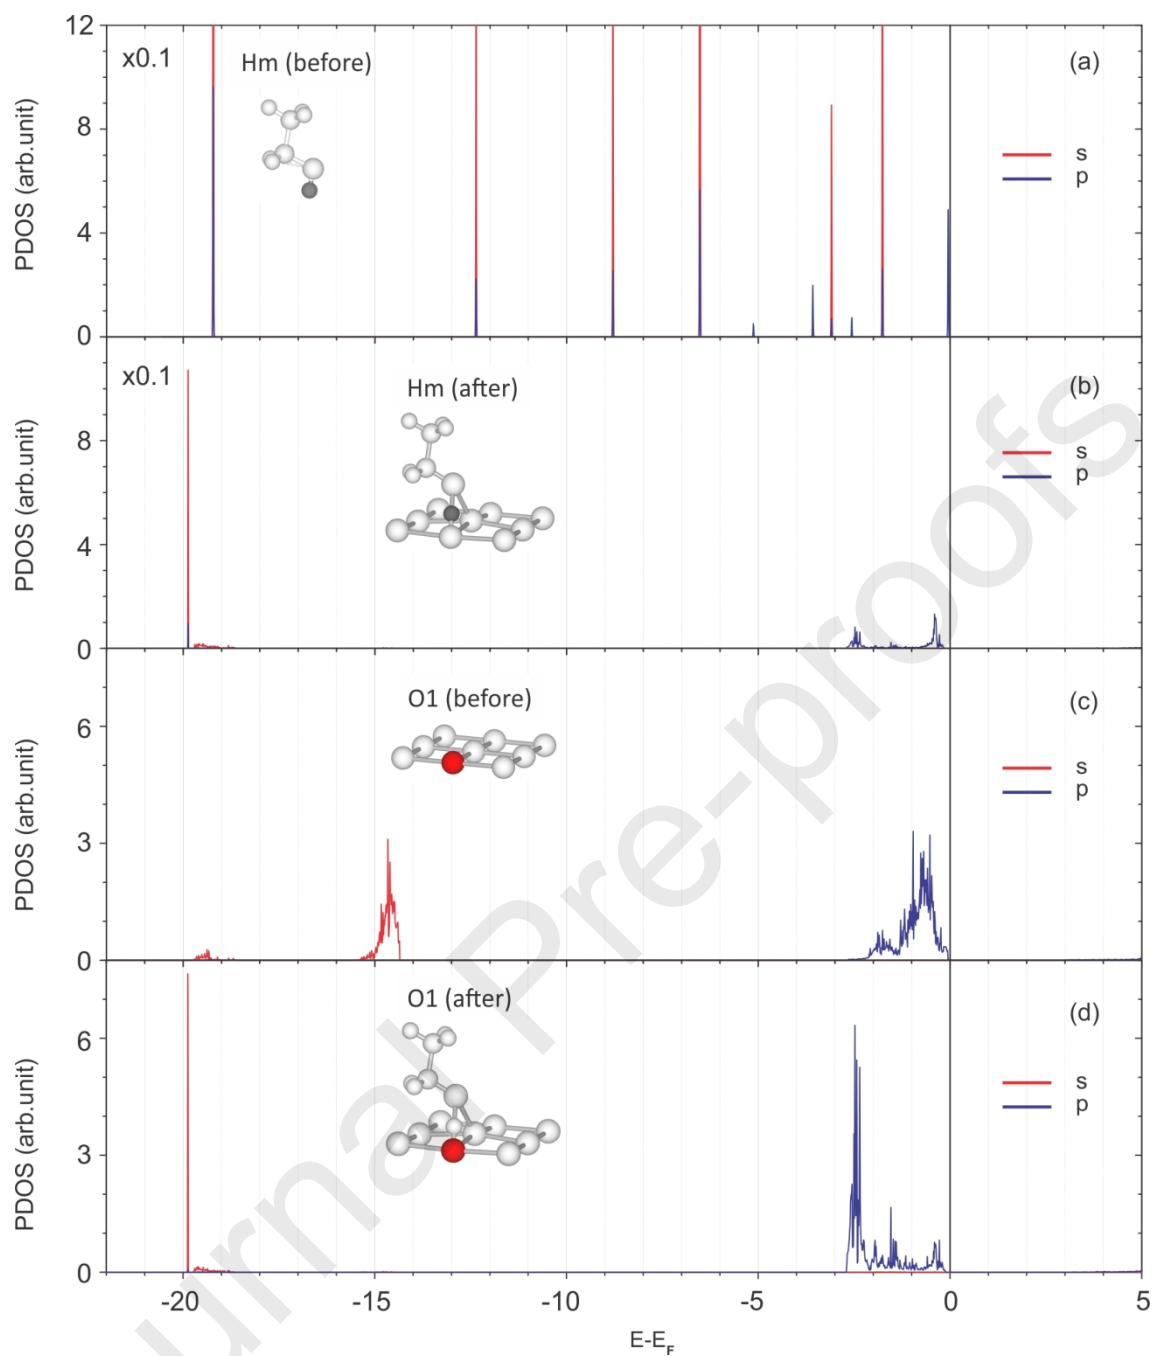 12
x0.1
Hm (before)
(a)
8
s
p
4
0
PDOS (arb.unit)
x0.1
Hm (after)
(b)
8
s
p
4
0
PDOS (arb.unit)
O1 (before)
(c)
6
s
p
3
0
PDOS (arb.unit)
O1 (after)
(d)
6
s
p
3
0
PDOS (arb.unit)
-20 -15 -10 -5 0 5
E-E_F
urnal Pre-proofs